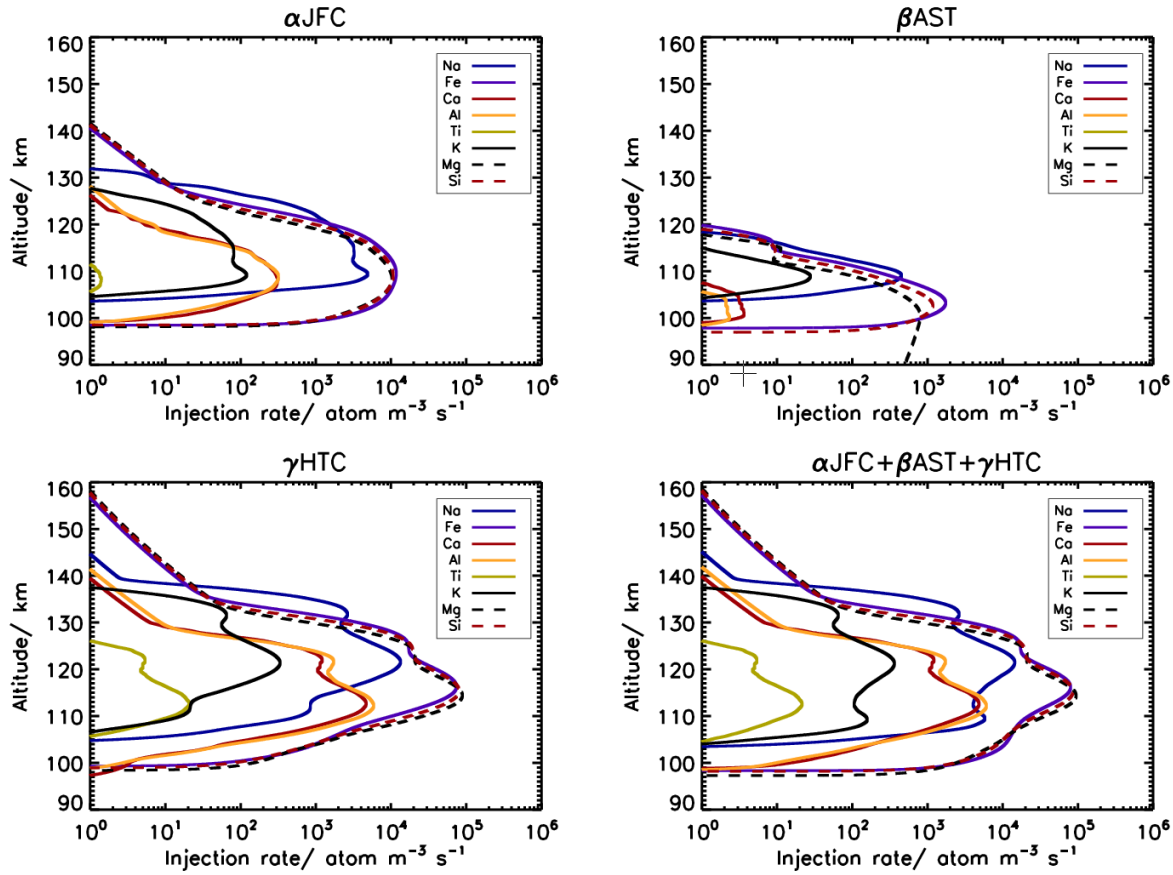 αJFC
160
150
140
130
120
110
100
90
Altitude/ km
Na
Fe
Ca
Al
Ti
K
Mg
Si
10⁰ 10¹ 10² 10³ 10⁴ 10⁵ 10⁶
Injection rate/ atom m⁻³ s⁻¹
βAST
160
150
140
130
120
110
100
90
Altitude/ km
Na
Fe
Ca
Al
Ti
K
Mg
Si
10⁰ 10¹ 10² 10³ 10⁴ 10⁵ 10⁶
Injection rate/ atom m⁻³ s⁻¹
γHTC
160
150
140
130
120
110
100
90
Altitude/ km
Na
Fe
Ca
Al
Ti
K
Mg
Si
10⁰ 10¹ 10² 10³ 10⁴ 10⁵ 10⁶
Injection rate/ atom m⁻³ s⁻¹
αJFC+βAST+γHTC
160
150
140
130
120
110
100
90
Altitude/ km
Na
Fe
Ca
Al
Ti
K
Mg
Si
10⁰ 10¹ 10² 10³ 10⁴ 10⁵ 10⁶
Injection rate/ atom m⁻³ s⁻¹